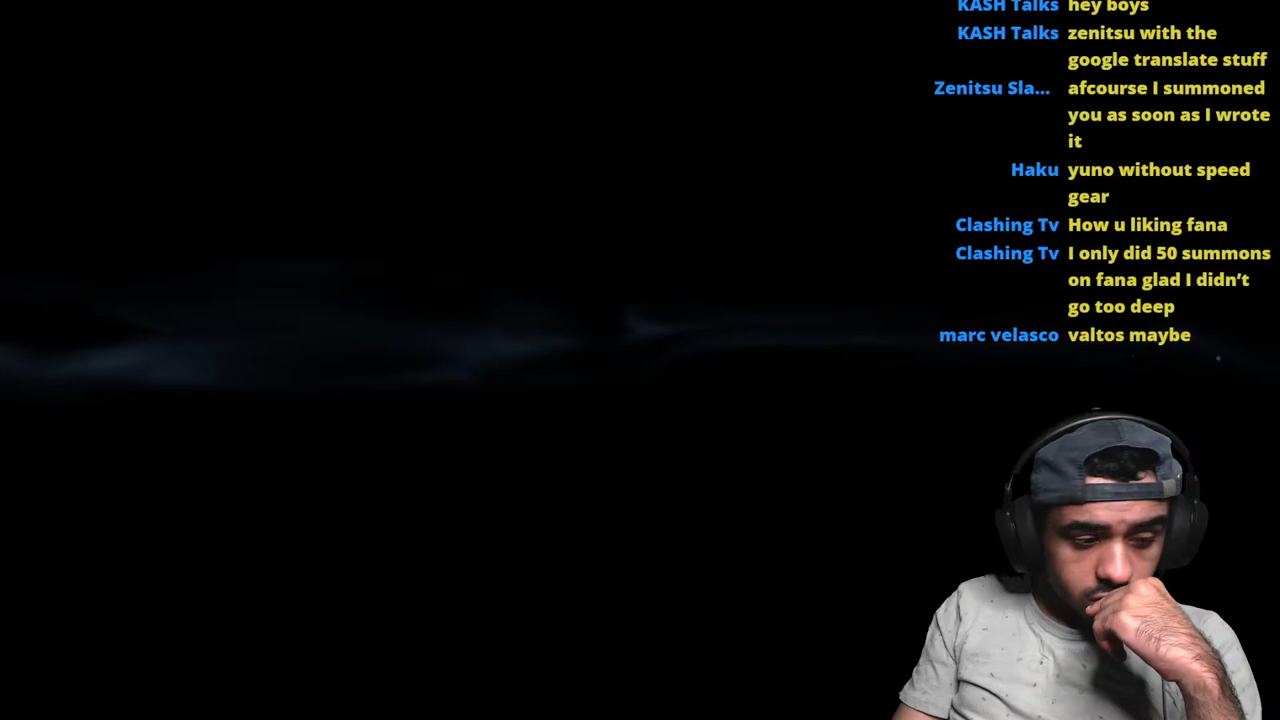 KASH Talks hey boys
KASH Talks zenitsu with the
google translate stuff
Zenitsu Sla... afcourse I summoned
you as soon as I wrote
it
Haku yuno without speed
gear
Clashing Tv How u liking fana
Clashing Tv I only did 50 summons
on fana glad I didn't
go too deep
marc velasco valtos maybe